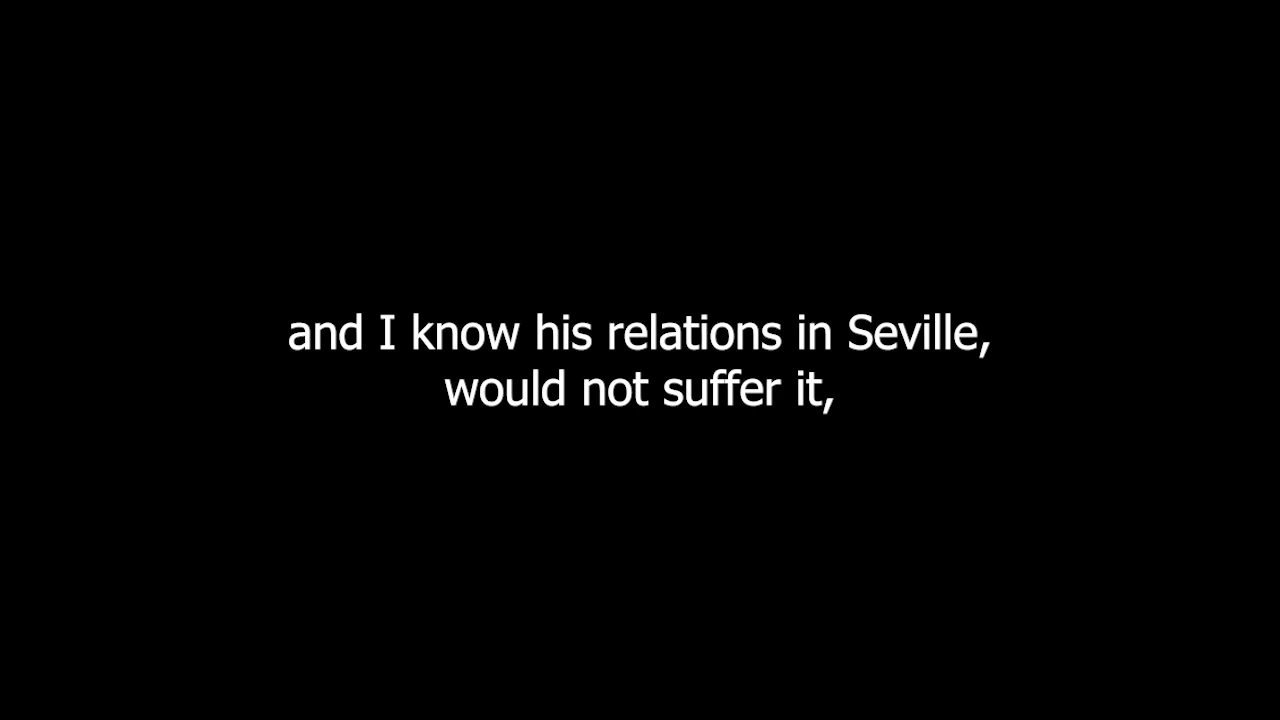 and I know his relations in Seville,
would not suffer it,